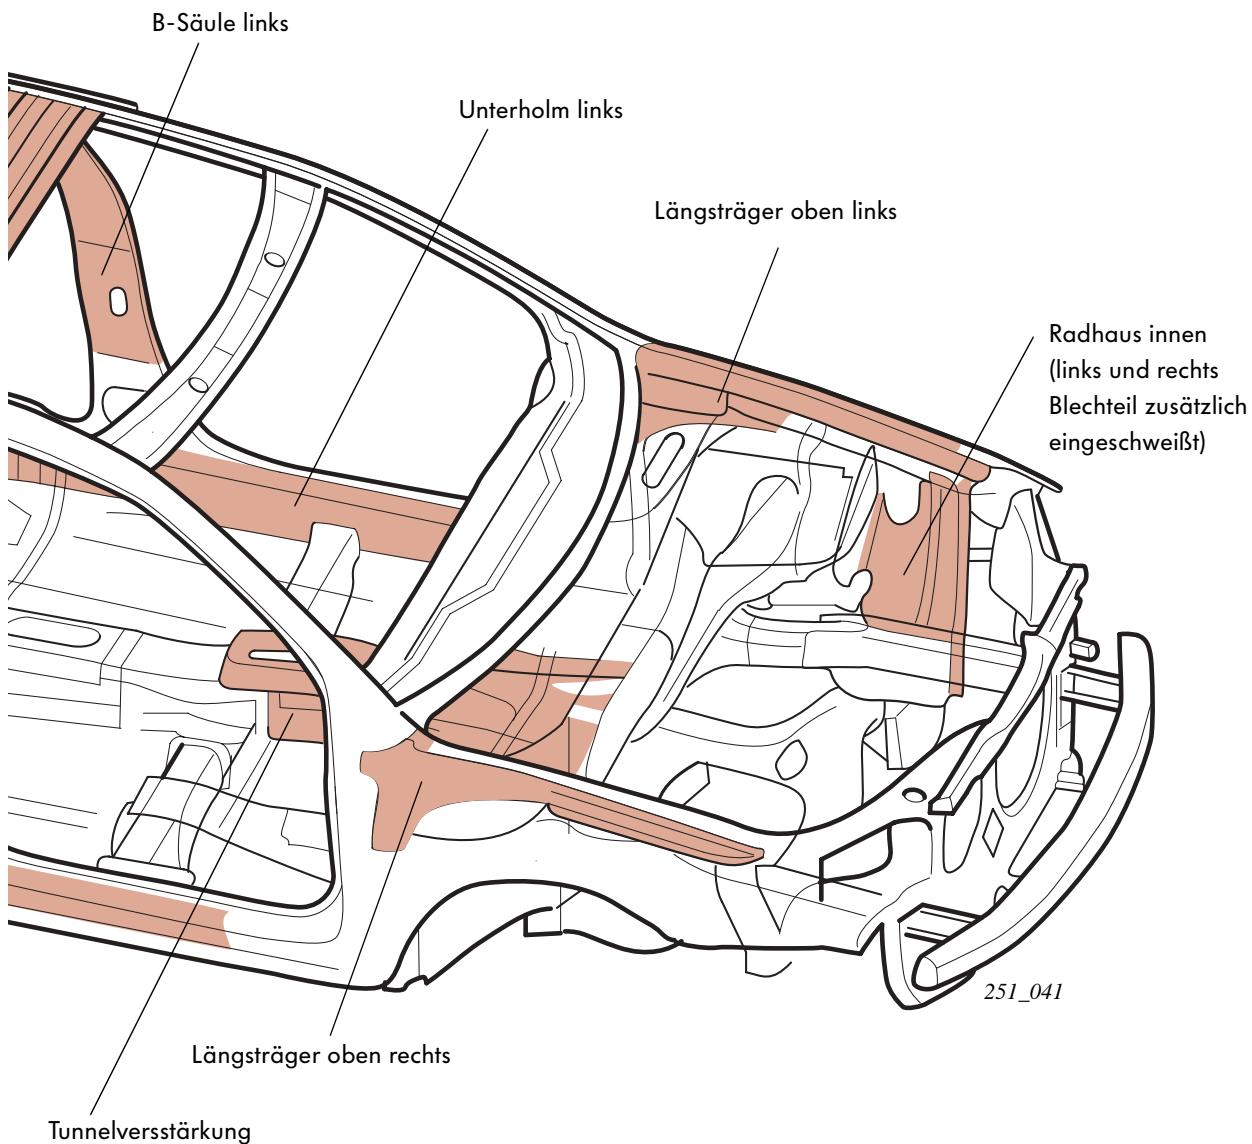 B-Säule links
Unterholm links
Längsträger oben links
Radhaus innen
(links und rechts
Blechteil zusätzlich
eingeschweißt)
251_041
Längsträger oben rechts
Tunnelversstärkung